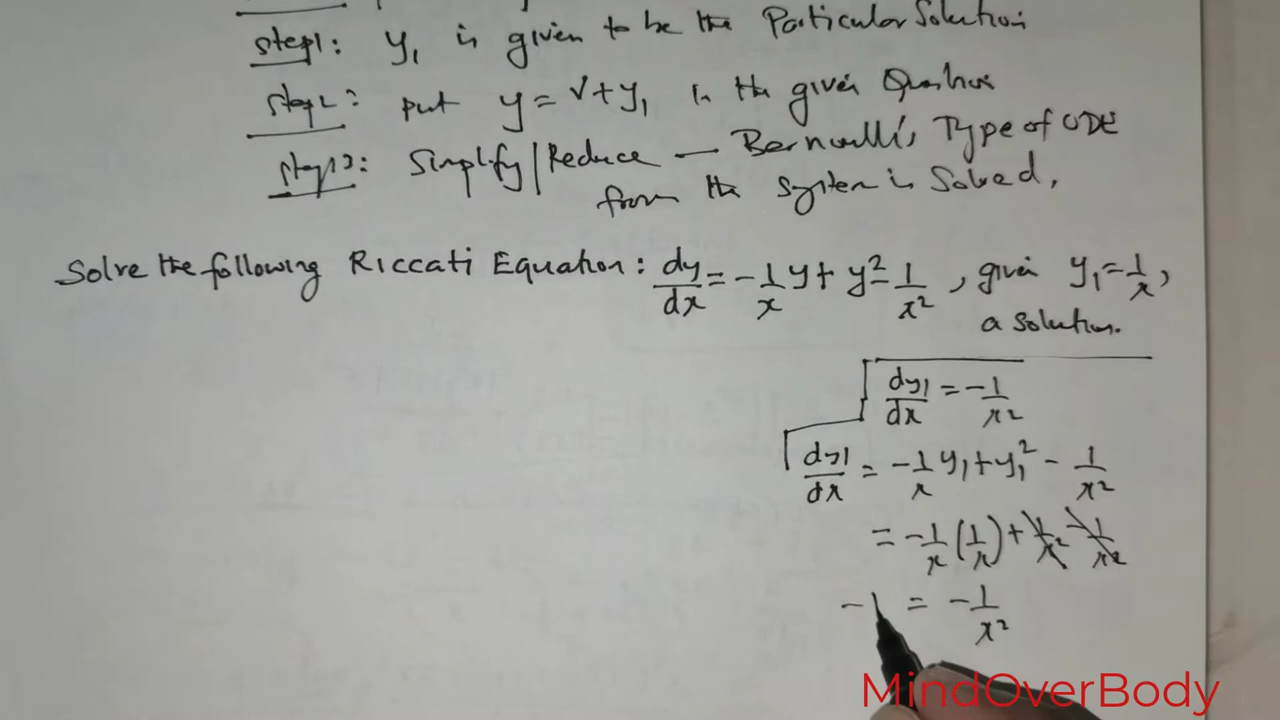 step1: y₁ is given to be the Particular Solution
step2: put y = v + y₁ in the given Question
step3: Simplify/Reduce — Bernoulli's Type of ODE
from the system is Solved.
Solve the following Riccati Equation: dy/dx = -1/x y + y² - 1/x², given y₁ = 1/x,
a solution.
dy₁/dx = -1/x²
dy₁/dx = -1/x y₁ + y₁² - 1/x²
= -1/x (1/x) + 1/x² - 1/x²
-1 = -1/x²
MindOverBody